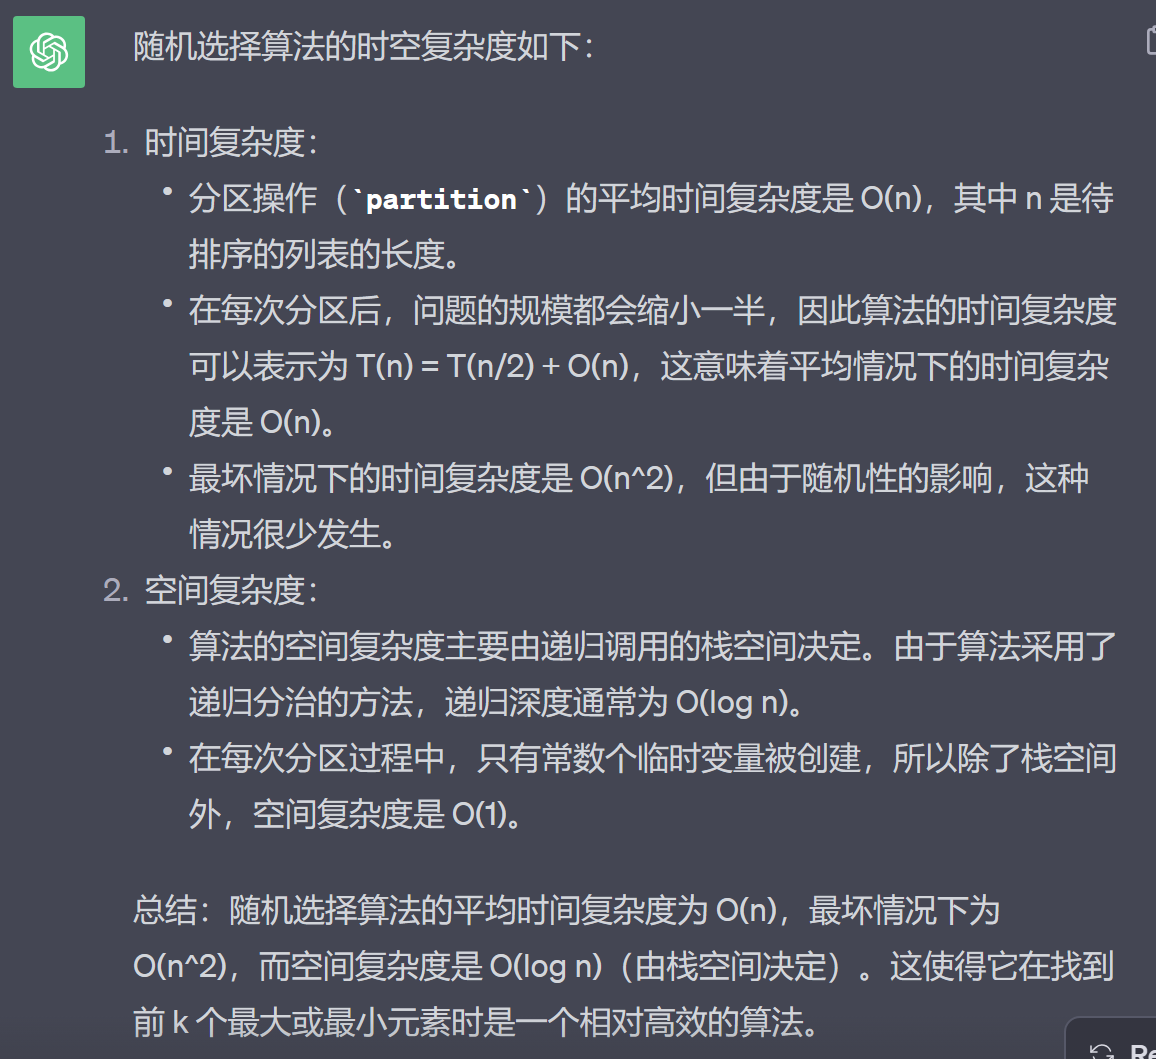 随机选择算法的时空复杂度如下：
1. 时间复杂度：
• 分区操作（`partition`）的平均时间复杂度是 O(n)，其中 n 是待
排序的列表的长度。
• 在每次分区后，问题的规模都会缩小一半，因此算法的时间复杂度
可以表示为 T(n) = T(n/2) + O(n)，这意味着平均情况下的时间复杂
度是 O(n)。
• 最坏情况下的时间复杂度是 O(n^2)，但由于随机性的影响，这种
情况很少发生。
2. 空间复杂度：
• 算法的空间复杂度主要由递归调用的栈空间决定。由于算法采用了
递归分治的方法，递归深度通常为 O(log n)。
• 在每次分区过程中，只有常数个临时变量被创建，所以除了栈空间
外，空间复杂度是 O(1)。
总结：随机选择算法的平均时间复杂度为 O(n)，最坏情况下为
O(n^2)，而空间复杂度是 O(log n)（由栈空间决定）。这使得它在找到
前 k 个最大或最小元素时是一个相对高效的算法。